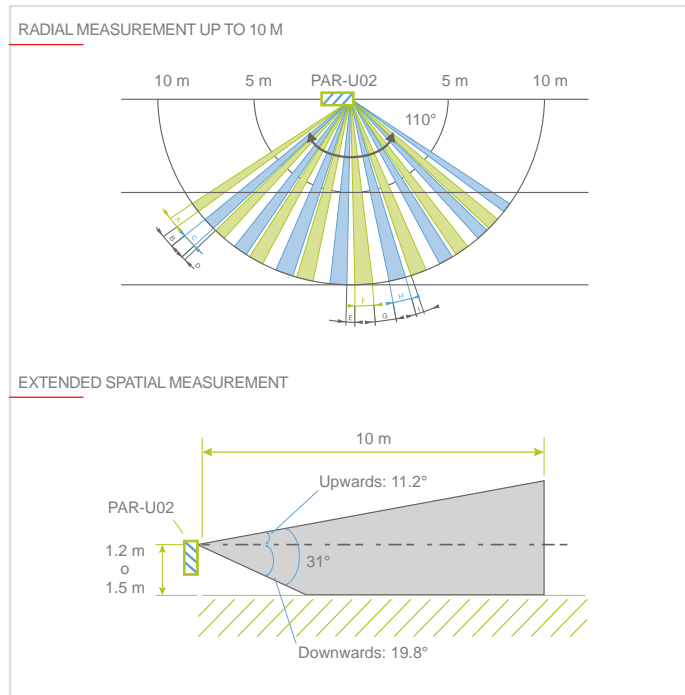 RADIAL MEASUREMENT UP TO 10 M
10 m 5 m PAR-U02 5 m 10 m
110°
A
B C
D
E F G H I
EXTENDED SPATIAL MEASUREMENT
10 m
Upwards: 11.2°
PAR-U02
1.2 m
o
1.5 m
31°
Downwards: 19.8°